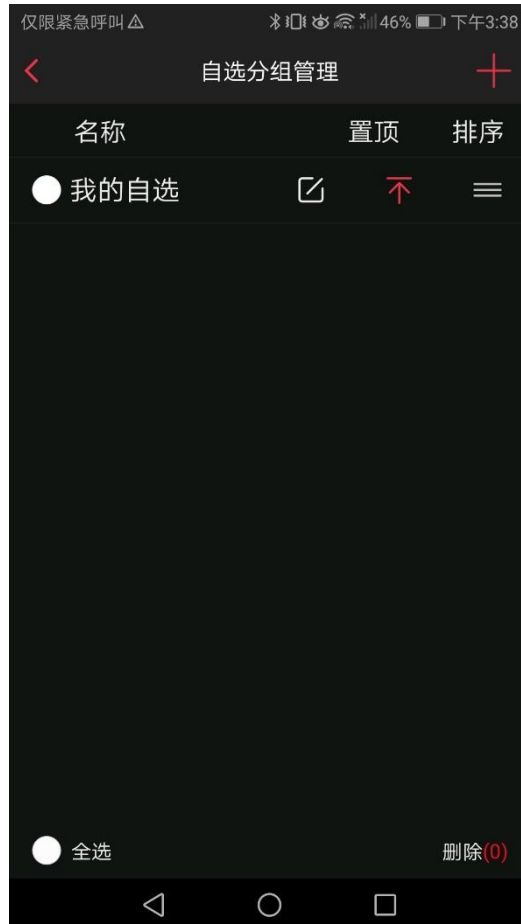 仅限紧急呼叫 46% 下午3:38
自选分组管理
名称 置顶 排序
我的自选
全选 删除(0)